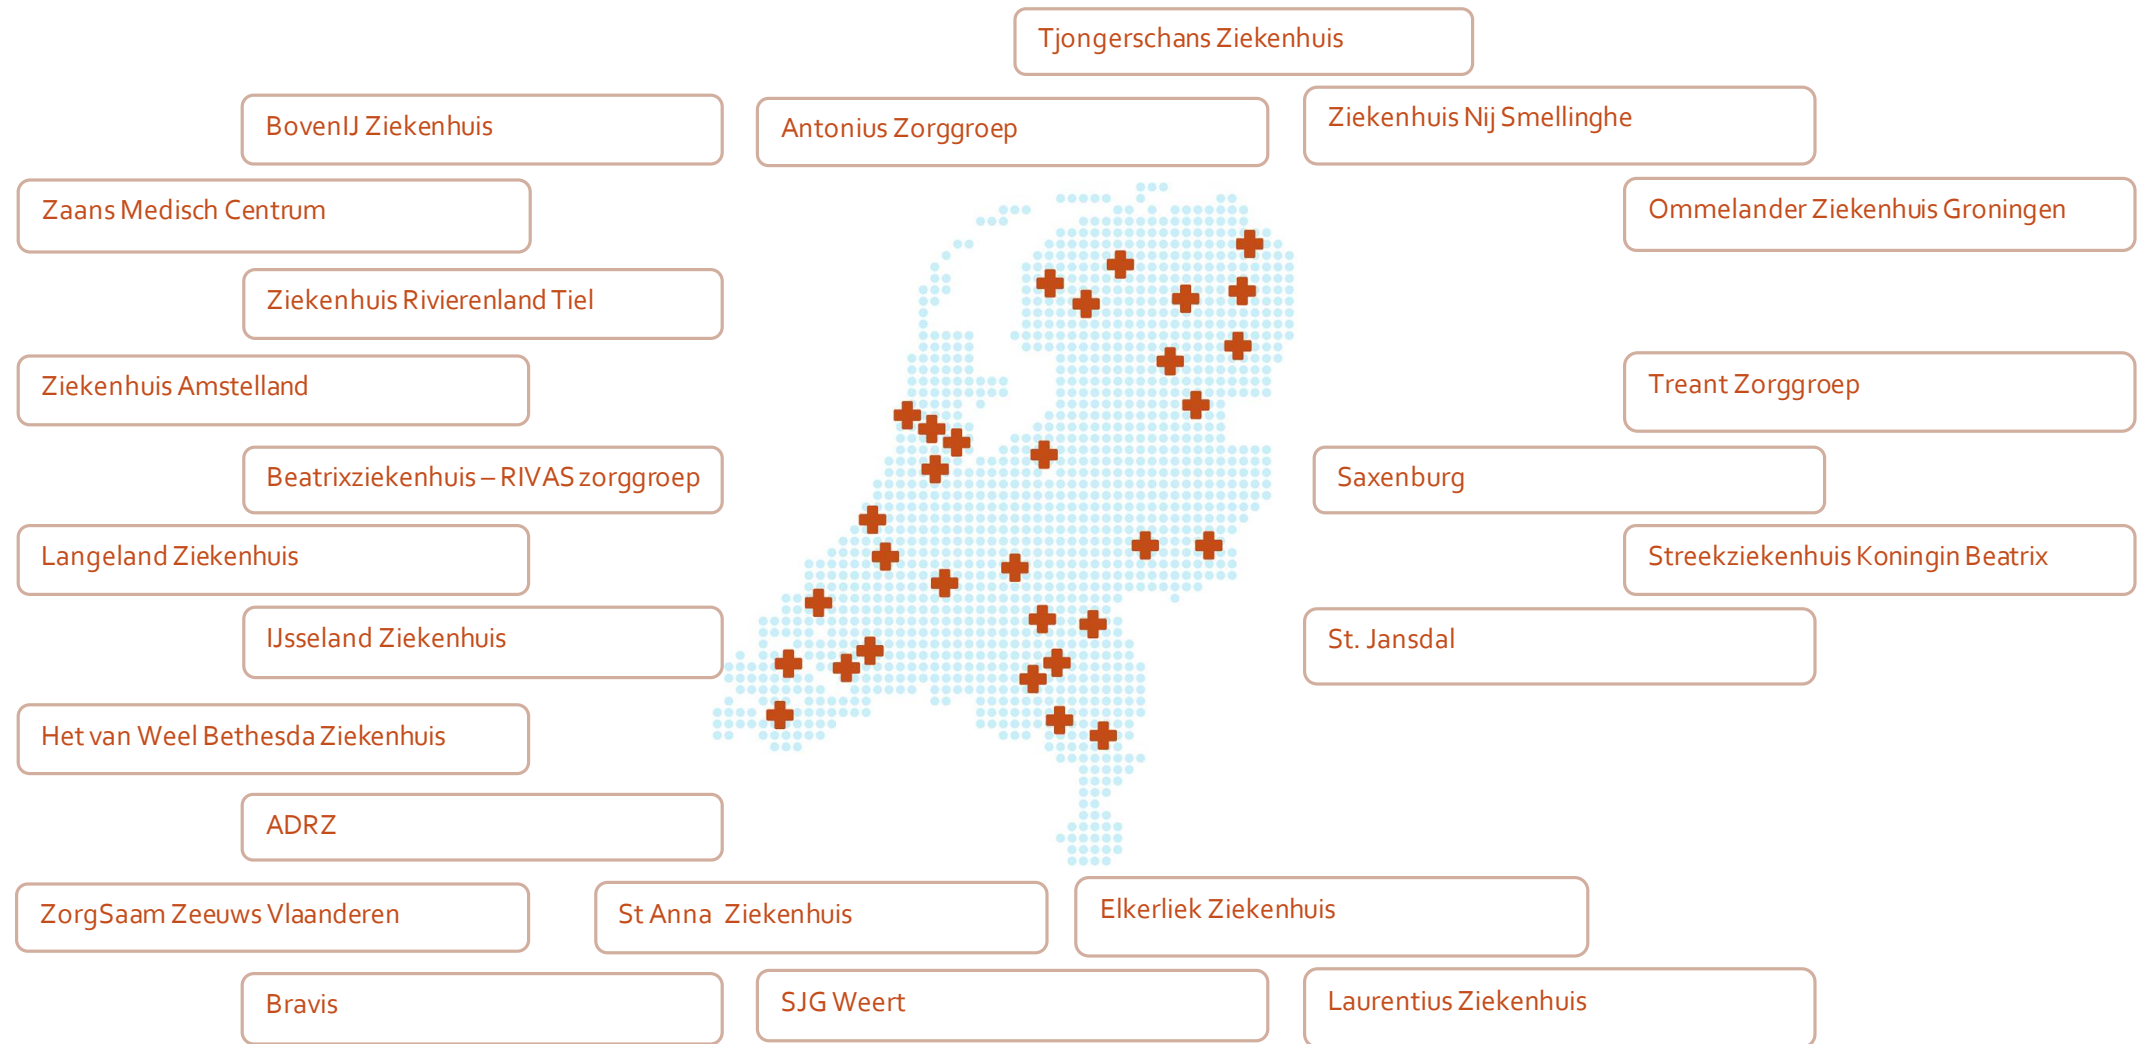 Tjongerschans Ziekenhuis
BovenIJ Ziekenhuis
Antonius Zorggroep
Ziekenhuis Nij Smellinghe
Zaans Medisch Centrum
Ommelander Ziekenhuis Groningen
Ziekenhuis Rivierenland Tiel
Ziekenhuis Amstelland
Treant Zorggroep
Beatrixziekenhuis – RIVAS zorggroep
Saxenburg
Langeland Ziekenhuis
Streekziekenhuis Koningin Beatrix
IJsseland Ziekenhuis
St. Jansdal
Het van Weel Bethesda Ziekenhuis
ADRZ
ZorgSaam Zeeuws Vlaanderen
St Anna Ziekenhuis
Elkerliek Ziekenhuis
Bravis
SJG Weert
Laurentius Ziekenhuis